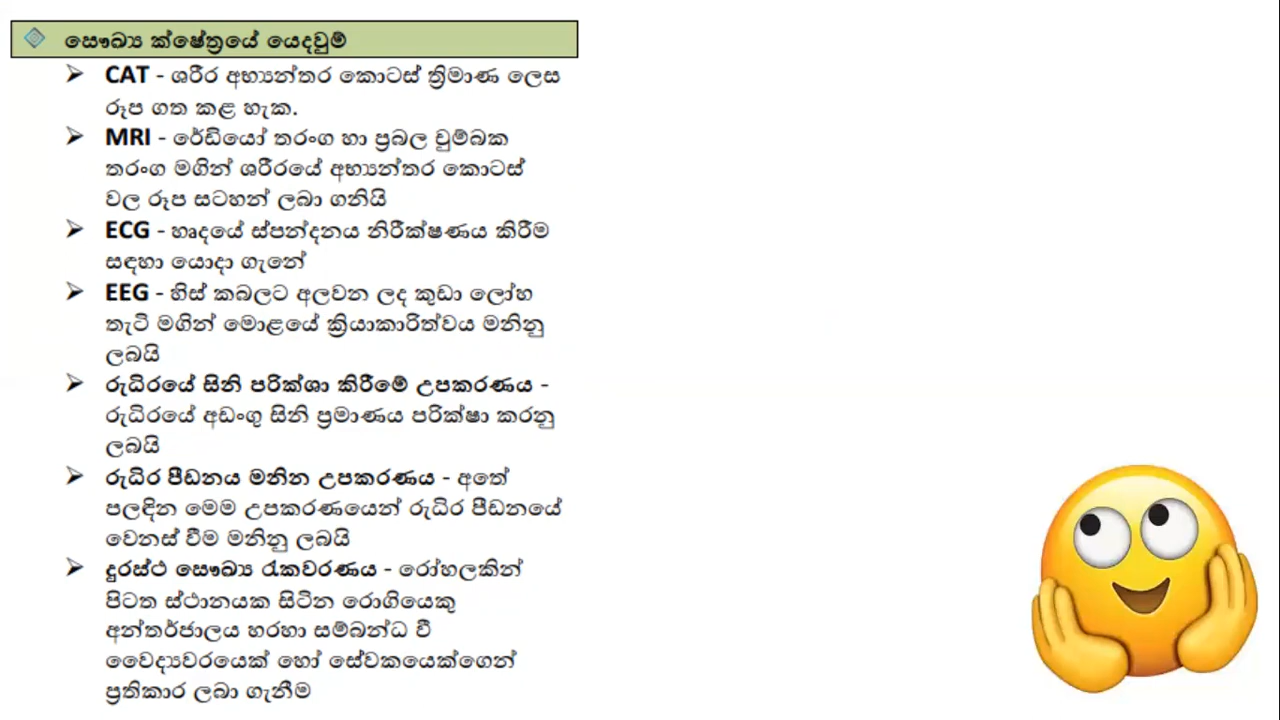 සෞඛ්‍ය ක්ෂේත්‍රයේ යෙදවුම්
CAT - ශරීර අභ්‍යන්තර කොටස් ත්‍රිමාණ ලෙස
රූප ගත කළ හැක.
MRI - රේඩියෝ තරංග හා ප්‍රබල චුම්බක
තරංග මගින් ශරීරයේ අභ්‍යන්තර කොටස්
වල රූප සටහන් ලබා ගනියි
ECG - හෘදයේ ස්පන්දනය නිරීක්ෂණය කිරීම
සඳහා යොදා ගැනේ
EEG - හිස් කබලට අලවන ලද කුඩා ලෝහ
තැටි මගින් මොළයේ ක්‍රියාකාරිත්වය මනිනු
ලබයි
රුධිරයේ සිනි පරික්ශා කිරීමේ උපකරණය -
රුධිරයේ අඩංගු සිනි ප්‍රමාණය පරික්ෂා කරනු
ලබයි
රුධිර පීඩනය මනින උපකරණය - අතේ
පලඳින මෙම උපකරණයෙන් රුධිර පීඩනයේ
වෙනස් වීම මනිනු ලබයි
දුරස්ථ සෞඛ්‍ය රැකවරණය - රෝහලකින්
පිටත ස්ථානයක සිටින රොගියෙකු
අන්තර්ජාලය හරහා සම්බන්ධ වී
වෛද්‍යවරයෙක් හෝ සේවකයෙක්ගෙන්
ප්‍රතිකාර ලබා ගැනීම